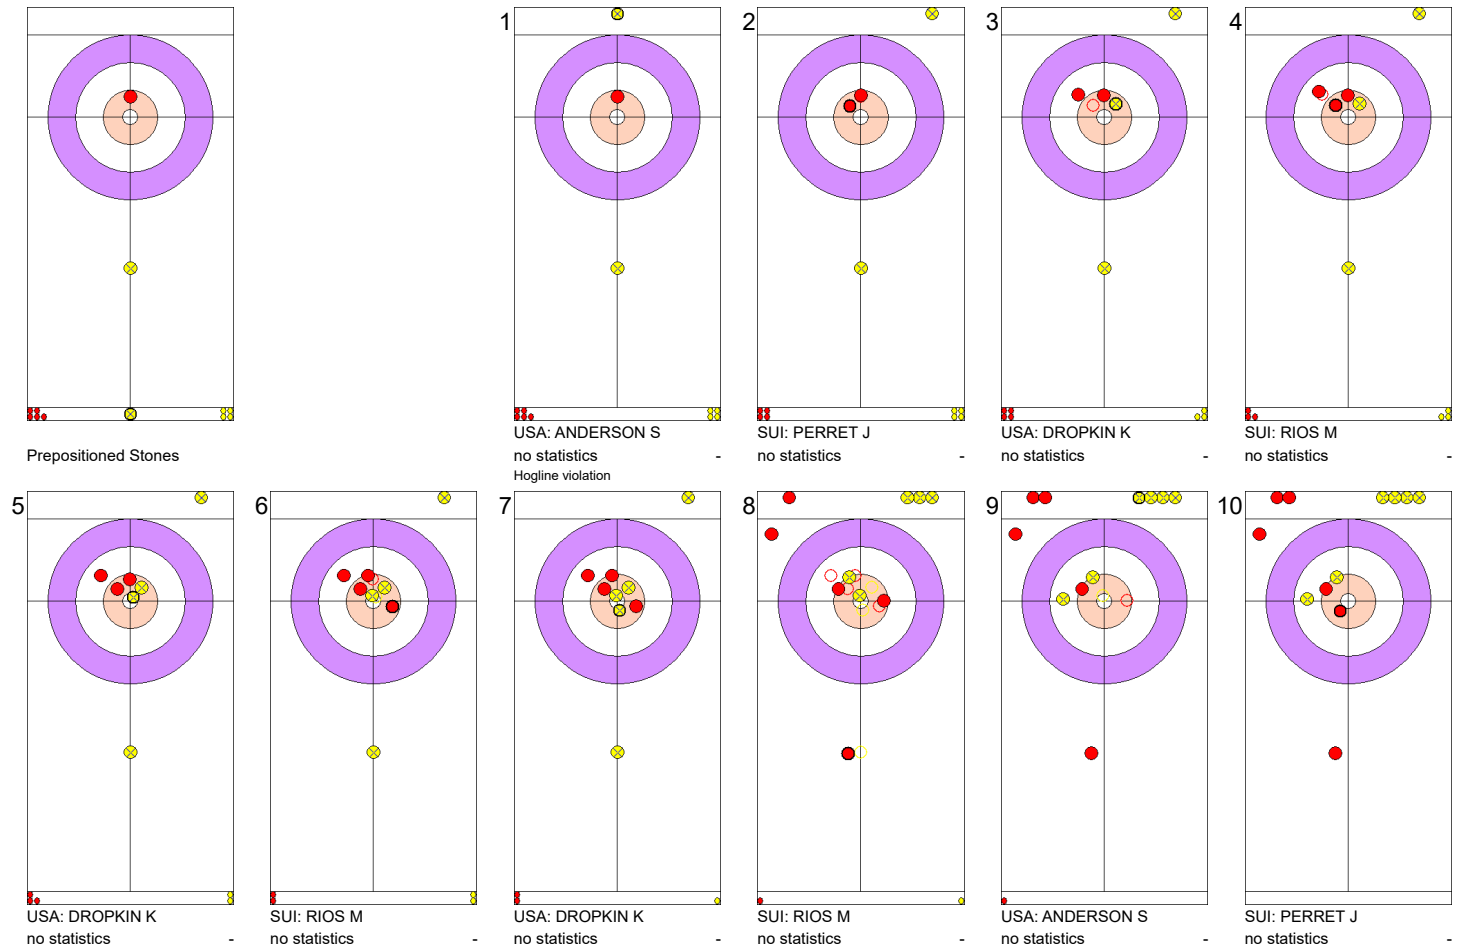 1
2
3
4
Prepositioned Stones
USA: ANDERSON S
no statistics -
Hogline violation
SUI: PERRET J
no statistics -
USA: DROPKIN K
no statistics -
SUI: RIOS M
no statistics -
5
6
7
8
9
10
USA: DROPKIN K
no statistics -
SUI: RIOS M
no statistics -
USA: DROPKIN K
no statistics -
SUI: RIOS M
no statistics -
USA: ANDERSON S
no statistics -
SUI: PERRET J
no statistics -